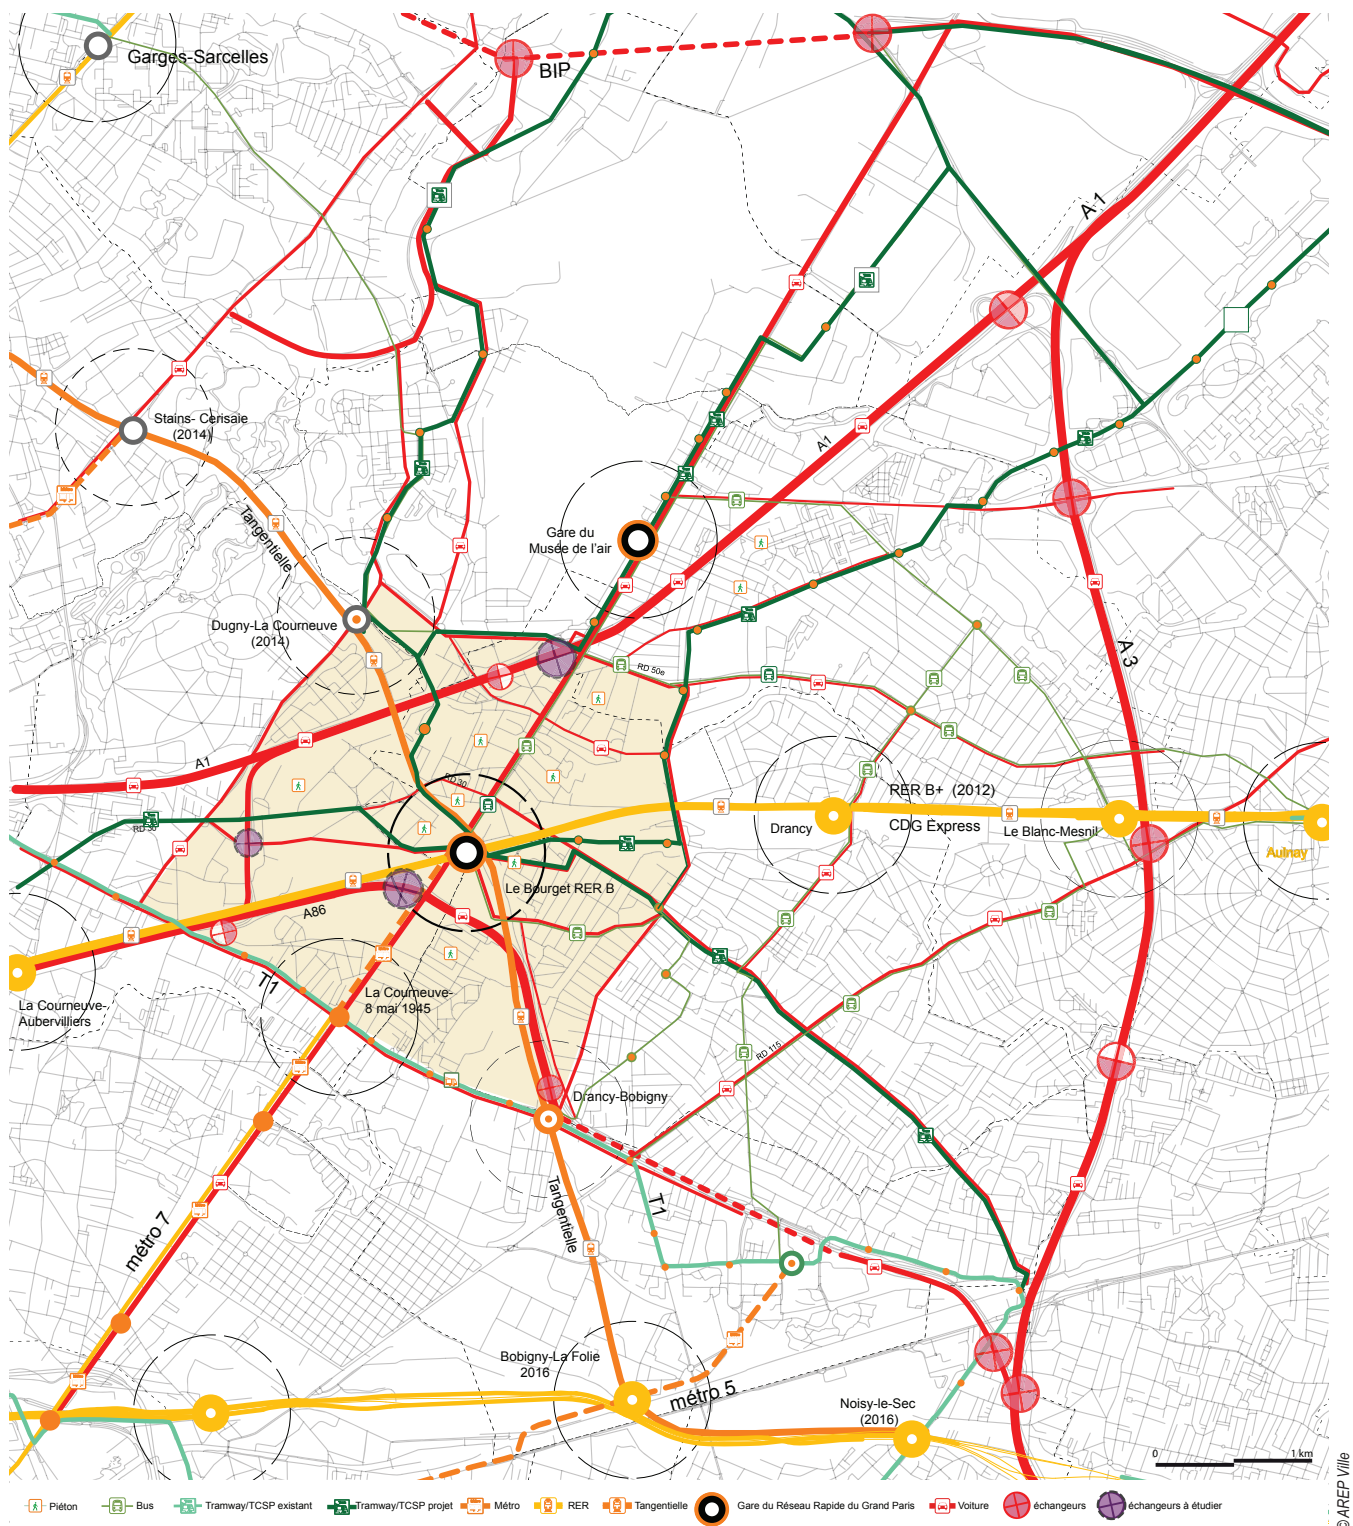 Garges-Sarcelles
BIP
A 1
Stains- Cerisaie
(2014)
A1
Tangentielle
Gare du
Musée de l'air
Dugny-La Courneuve
(2014)
RD 50e
A 3
A1
RD 30
RER B+ (2012)
CDG Express
Drancy
Le Blanc-Mesnil
Aulnay
RD 30
Le Bourget RER B
A86
La Courneuve-
Aubervilliers
T1
La Courneuve-
8 mai 1945
RD 115
Drancy-Bobigny
Tangentielle
T1
métro 7
Bobigny-La Folie
2016
métro 5
Noisy-le-Sec
(2016)
0 1 km
Piéton Bus Tramway/TCSP existant Tramway/TCSP projet Métro RER Tangentielle Gare du Réseau Rapide du Grand Paris Voiture échangeurs échangeurs à étudier
©AREP Ville